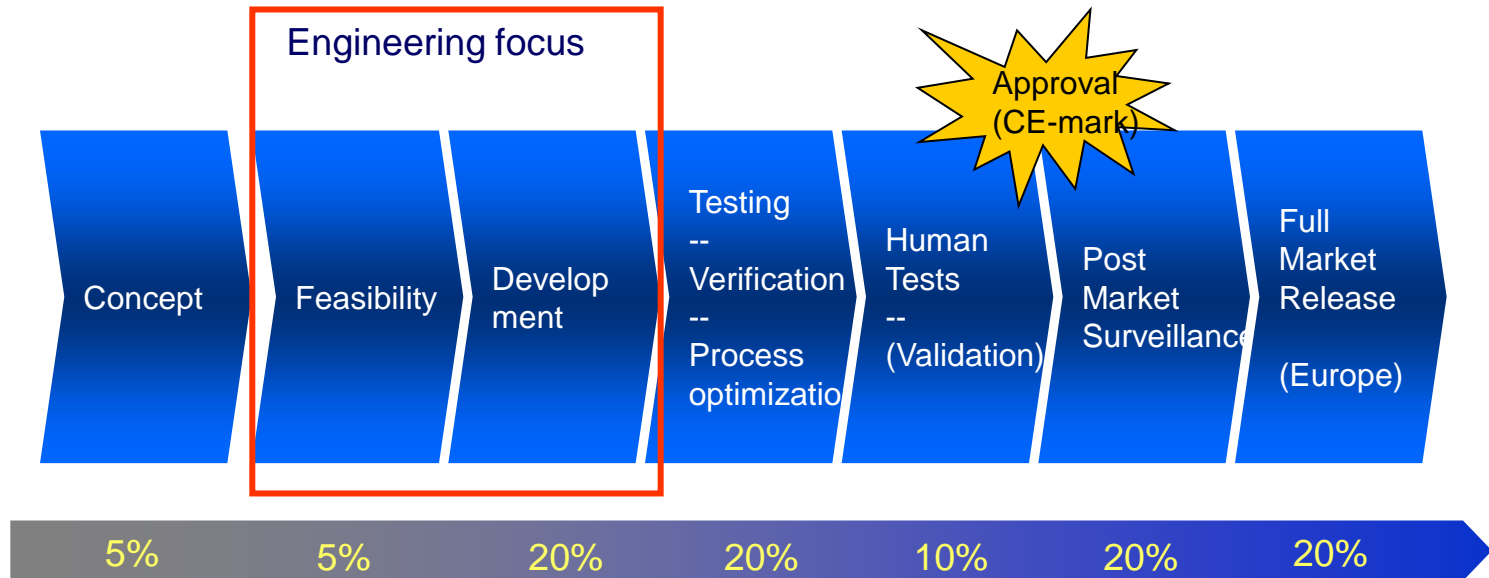 Engineering focus
Approval
(CE-mark)
Concept
Feasibility
Develop
ment
Testing
--
Verification
--
Process
optimizatio
Human
Tests
--
(Validation)
Post
Market
Surveillance
Full
Market
Release
(Europe)
5%
5%
20%
20%
10%
20%
20%